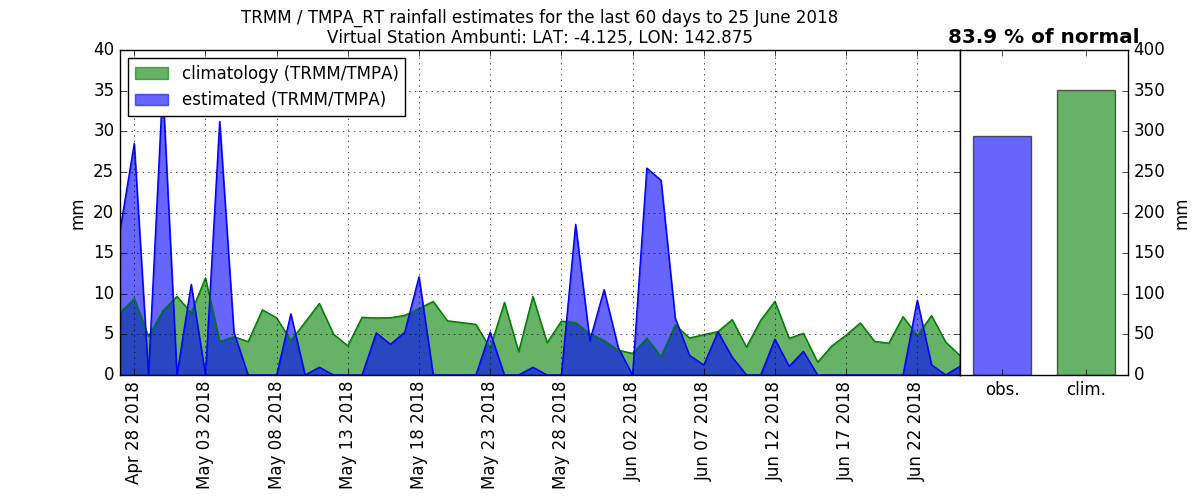 TRMM / TMPA_RT rainfall estimates for the last 60 days to 25 June 2018
Virtual Station Ambunti: LAT: -4.125, LON: 142.875
83.9 % of normal
climatology (TRMM/TMPA)
estimated (TRMM/TMPA)
40
35
30
25
20
15
10
5
0
mm
Apr 28 2018
May 03 2018
May 08 2018
May 13 2018
May 18 2018
May 23 2018
May 28 2018
Jun 02 2018
Jun 07 2018
Jun 12 2018
Jun 17 2018
Jun 22 2018
obs.
clim.
400
350
300
250
200
150
100
50
0
mm